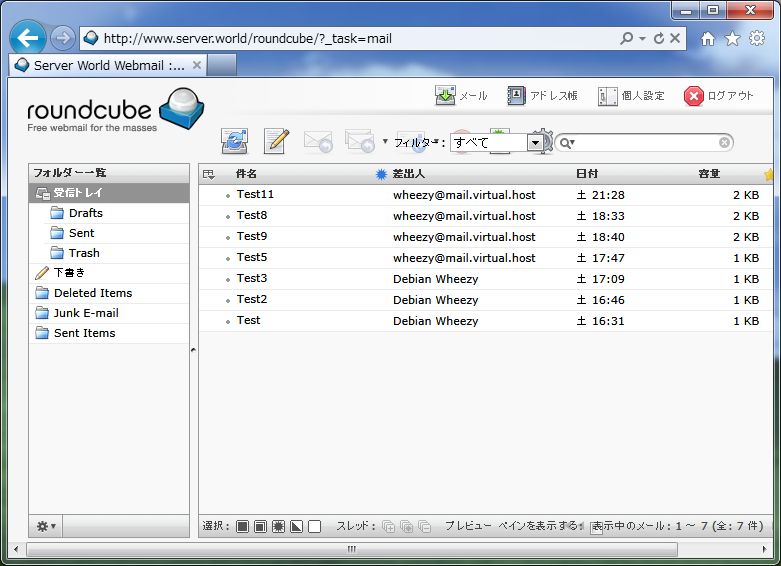 http://www.server.world/roundcube/?_task=mail
Server World Webmail :...
roundcube
Free webmail for the masses
メール
アドレス帳
個人設定
ログアウト
フィルター: すべて
フォルダー一覧
受信トレイ
Drafts
Sent
Trash
下書き
Deleted Items
Junk E-mail
Sent Items
件名 差出人 日付 容量
Test11 wheezy@mail.virtual.host 土 21:28 2 KB
Test8 wheezy@mail.virtual.host 土 18:33 2 KB
Test9 wheezy@mail.virtual.host 土 18:40 2 KB
Test5 wheezy@mail.virtual.host 土 17:47 1 KB
Test3 Debian Wheezy 土 17:09 1 KB
Test2 Debian Wheezy 土 16:46 1 KB
Test Debian Wheezy 土 16:31 1 KB
選択: スレッド: プレビュー ペインを表示する: 表示中のメール: 1 ～ 7 (全: 7 件)